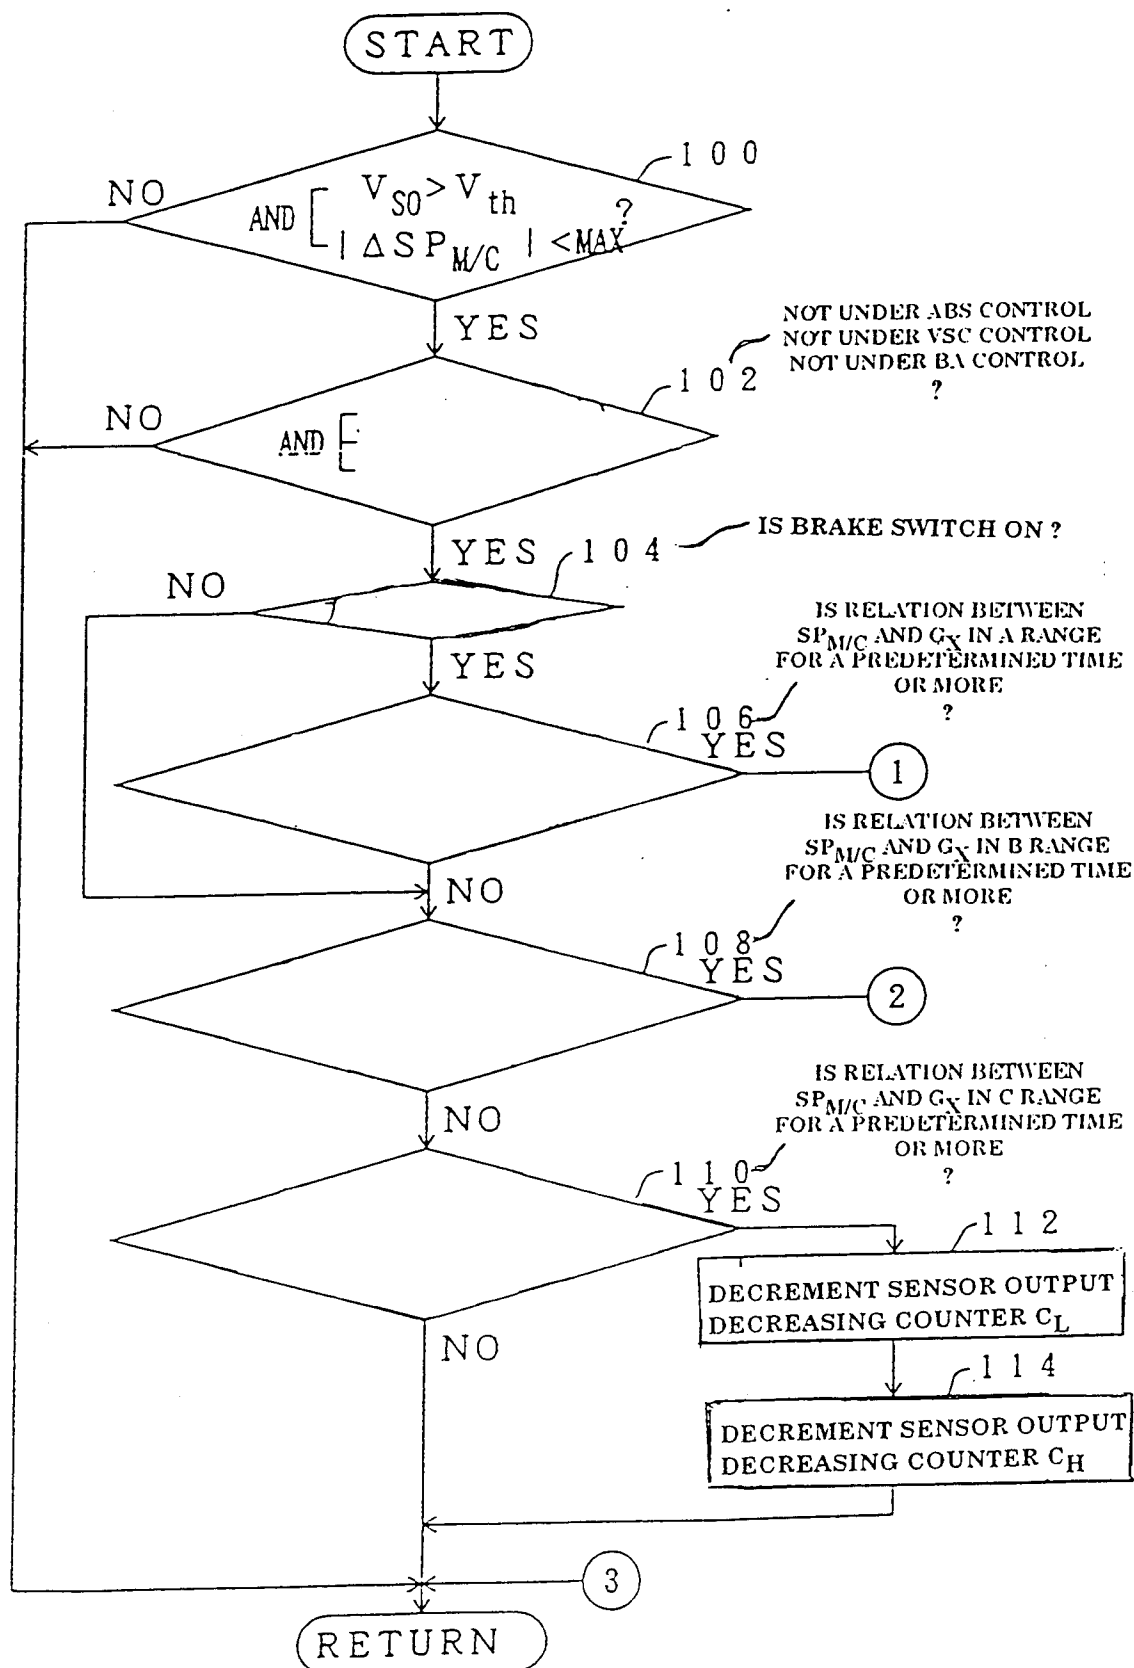 START
100
NO
AND [ V_SO > V_th
| ΔSP_M/C | < MAX ?
YES
NOT UNDER ABS CONTROL
NOT UNDER VSC CONTROL
NOT UNDER BA CONTROL
?
102
NO
AND [
YES
104
IS BRAKE SWITCH ON ?
NO
YES
IS RELATION BETWEEN
SP_M/C AND G_X IN A RANGE
FOR A PREDETERMINED TIME
OR MORE
?
106
YES
1
NO
IS RELATION BETWEEN
SP_M/C AND G_X IN B RANGE
FOR A PREDETERMINED TIME
OR MORE
?
108
YES
2
NO
IS RELATION BETWEEN
SP_M/C AND G_X IN C RANGE
FOR A PREDETERMINED TIME
OR MORE
?
110
YES
112
DECREMENT SENSOR OUTPUT
DECREASING COUNTER C_L
NO
114
DECREMENT SENSOR OUTPUT
DECREASING COUNTER C_H
3
RETURN